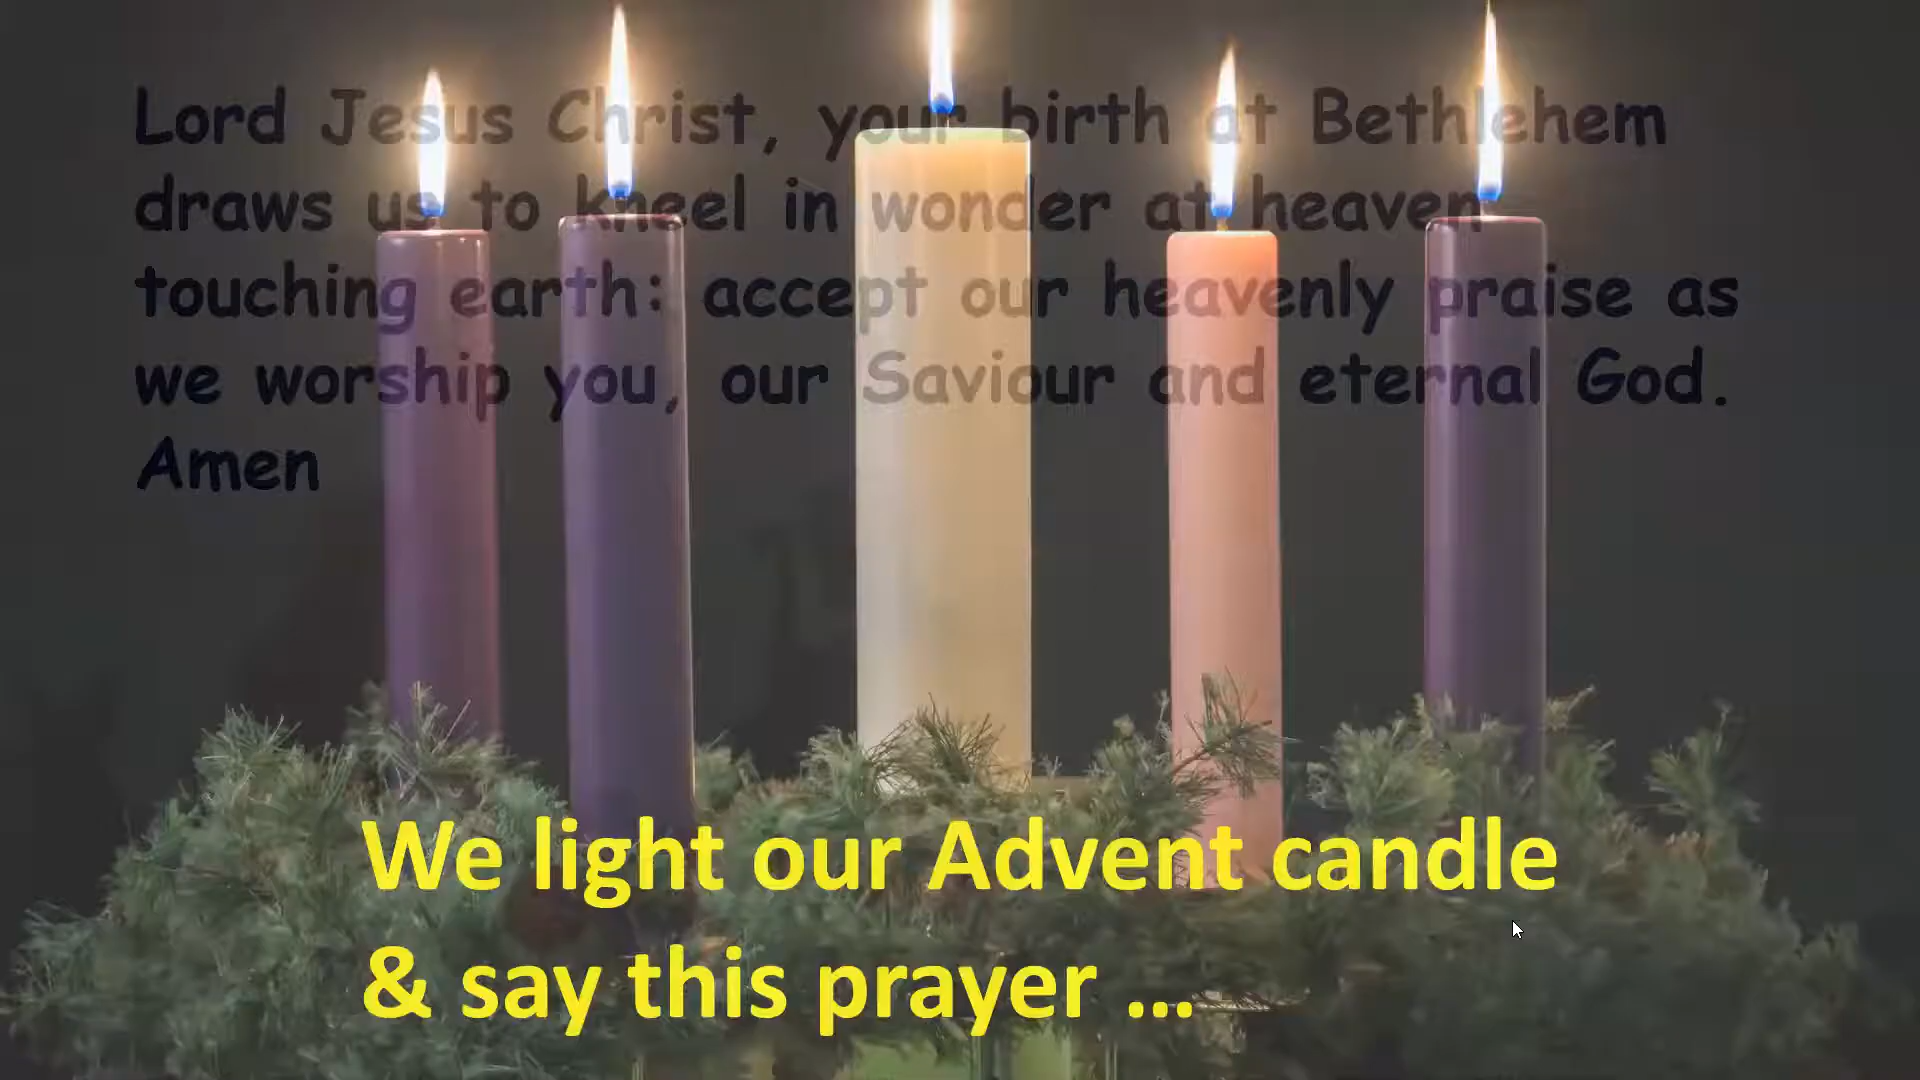 Lord Jesus Christ, your birth at Bethlehem
draws us to kneel in wonder at heaven
touching earth: accept our heavenly praise as
we worship you, our Saviour and eternal God.
Amen
We light our Advent candle
& say this prayer ...